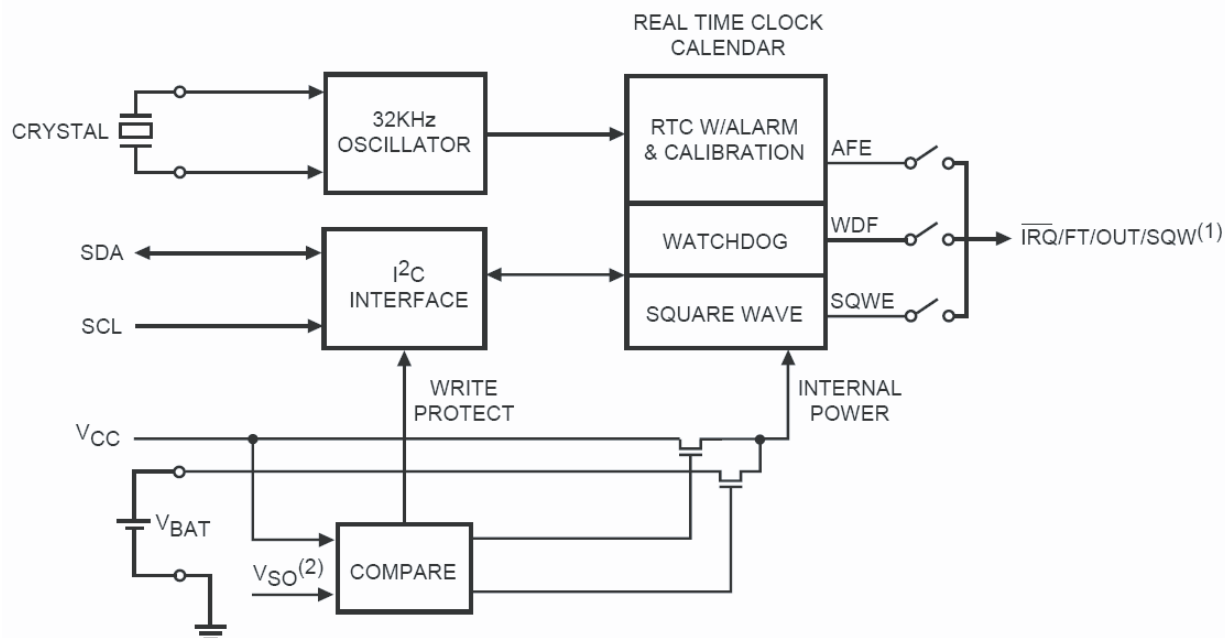 REAL TIME CLOCK
CALENDAR
CRYSTAL
32KHz
OSCILLATOR
RTC W/ALARM
& CALIBRATION
AFE
SDA
I2C
INTERFACE
WATCHDOG
WDF
IRQ/FT/OUT/SQW(1)
SCL
SQUARE WAVE
SQWE
WRITE
PROTECT
INTERNAL
POWER
VCC
VBAT
VSO(2)
COMPARE